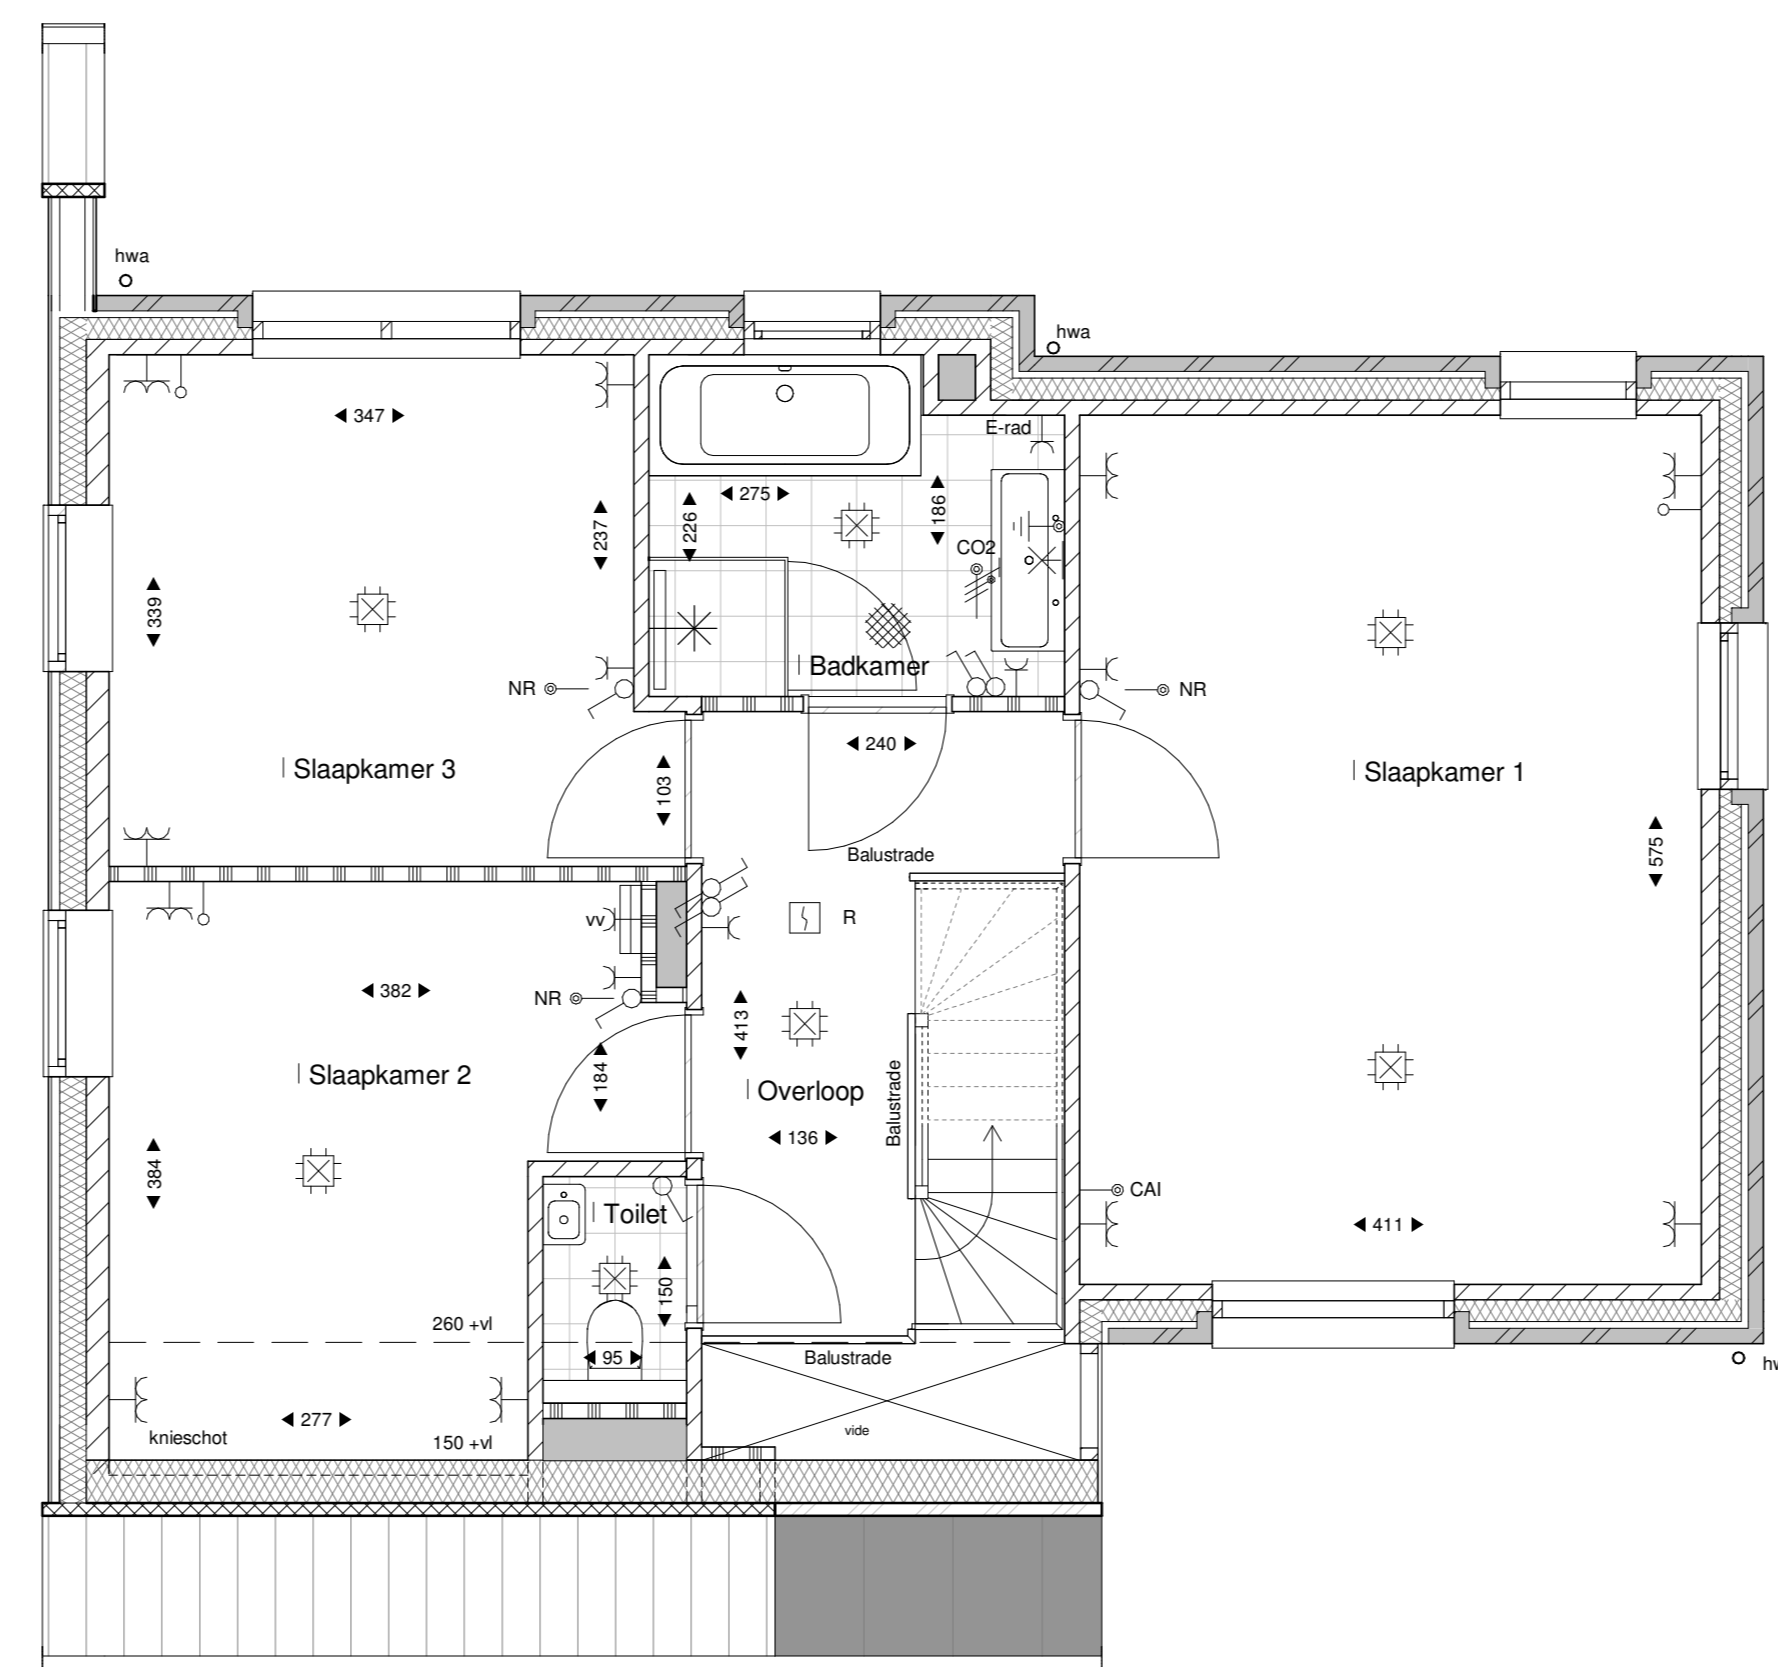 hwa
hwa
347
E-rad
275
186
226
237
CO2
339
Badkamer
NR
NR
240
Slaapkamer 3
Slaapkamer 1
103
575
Balustrade
vv
R
382
NR
413
184
Slaapkamer 2
Overloop
Balustrade
136
384
CAI
Toilet
411
150
260 +vl
95
Balustrade
hw
277
knieschot
150 +vl
vide